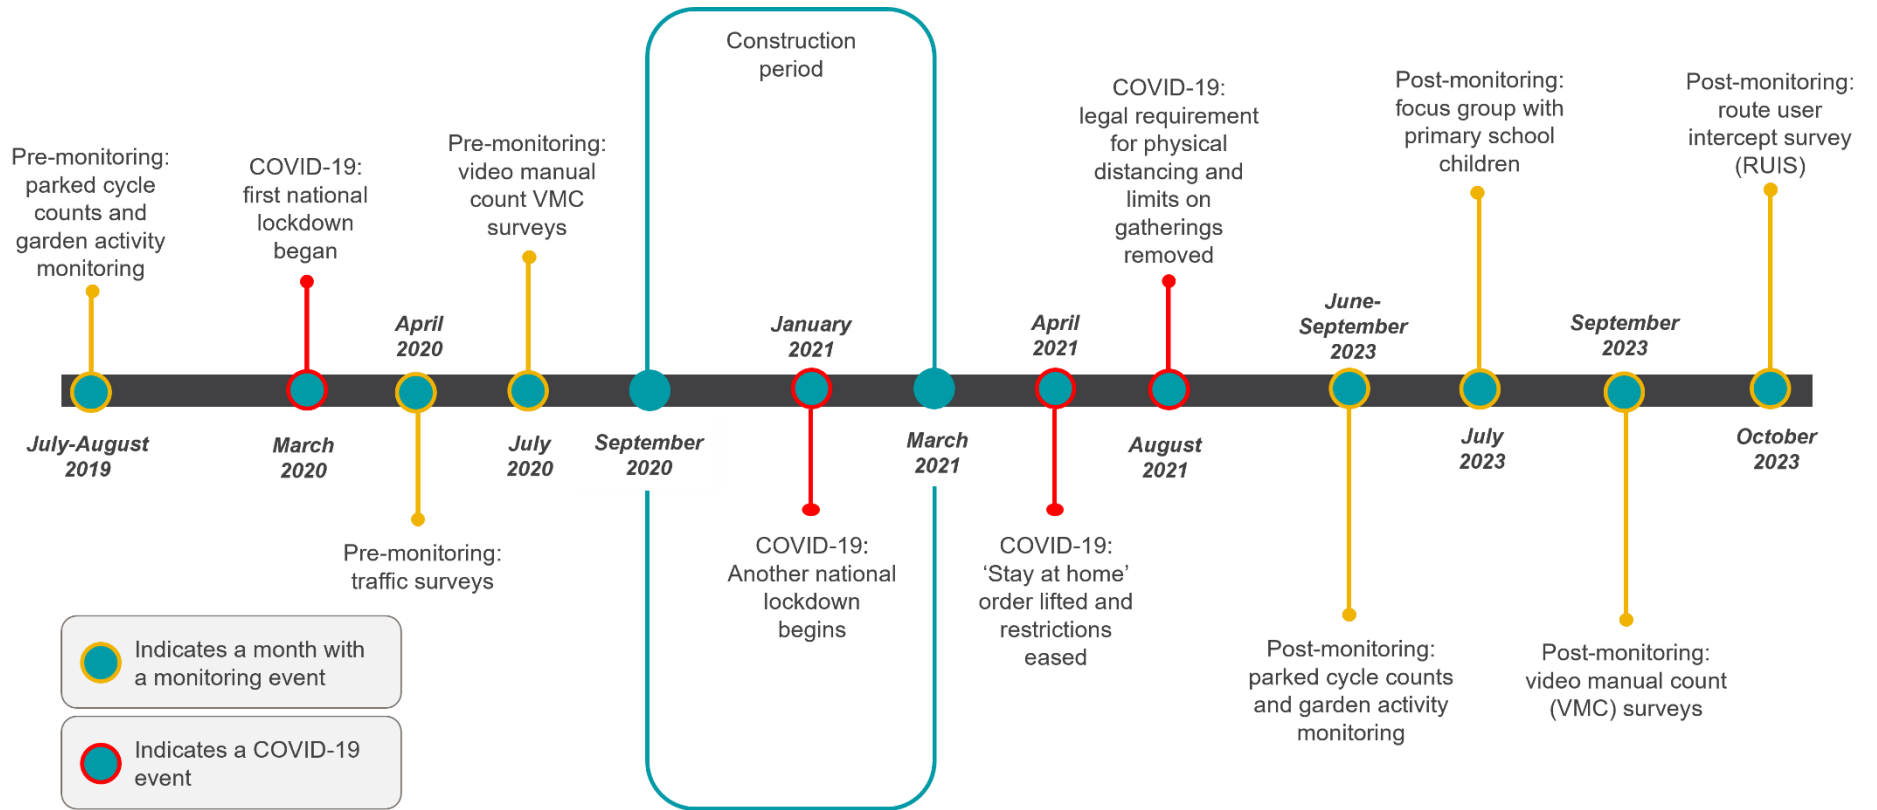 Construction
period
Pre-monitoring:
parked cycle
counts and
garden activity
monitoring
July-August
2019
COVID-19:
first national
lockdown
began
March
2020
April
2020
Pre-monitoring:
traffic surveys
Pre-monitoring:
video manual
count VMC
surveys
July
2020
September
2020
January
2021
COVID-19:
Another national
lockdown
begins
March
2021
April
2021
COVID-19:
‘Stay at home’
order lifted and
restrictions
eased
COVID-19:
legal requirement
for physical
distancing and
limits on
gatherings
removed
August
2021
June-
September
2023
Post-monitoring:
parked cycle counts
and garden activity
monitoring
Post-monitoring:
focus group with
primary school
children
July
2023
September
2023
Post-monitoring:
video manual count
(VMC) surveys
Post-monitoring:
route user
intercept survey
(RUIS)
October
2023
Indicates a month with
a monitoring event
Indicates a COVID-19
event